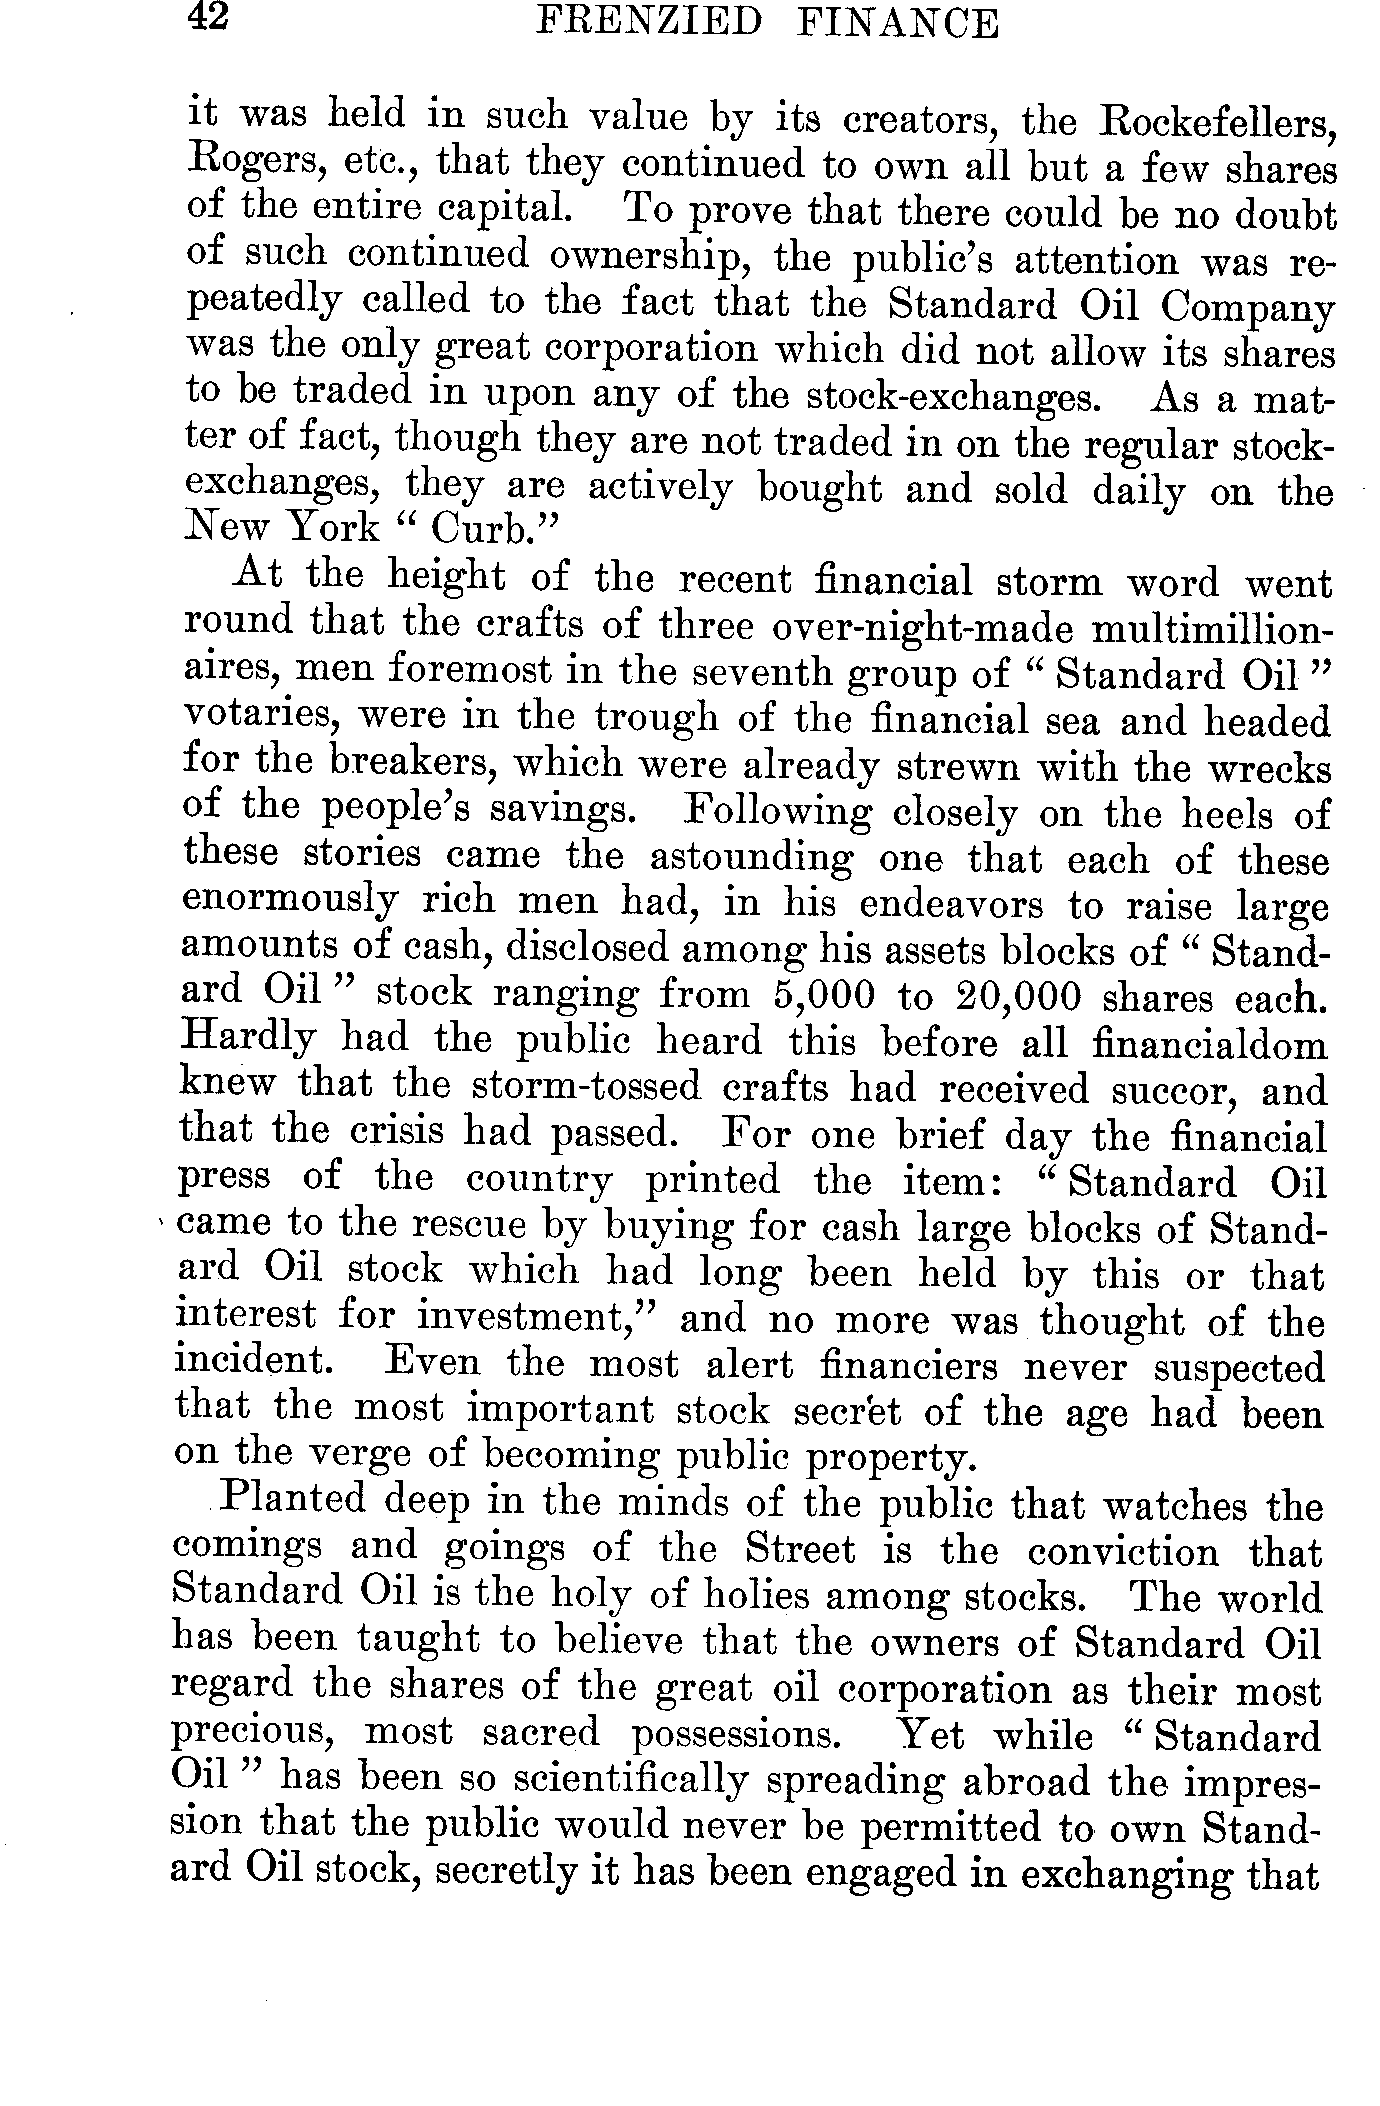 42 FRENZIED FINANCE
it was held in such value by its creators, the Rockefellers,
Rogers, etc., that they continued to own all but a few shares
of the entire capital. To prove that there could be no doubt
of such continued ownership, the public's attention was re-
peatedly called to the fact that the Standard Oil Company
was the only great corporation which did not allow its shares
to be traded in upon any of the stock-exchanges. As a mat-
ter of fact, though they are not traded in on the regular stock-
exchanges, they are actively bought and sold daily on the
New York “ Curb.”
At the height of the recent financial storm word went
round that the crafts of three over-night-made multimillion-
aires, men foremost in the seventh group of “ Standard Oil ”
votaries, were in the trough of the financial sea and headed
for the breakers, which were already strewn with the wrecks
of the people's savings. Following closely on the heels of
these stories came the astounding one that each of these
enormously rich men had, in his endeavors to raise large
amounts of cash, disclosed among his assets blocks of “ Stand-
ard Oil ” stock ranging from 5,000 to 20,000 shares each.
Hardly had the public heard this before all financialdom
knew that the storm-tossed crafts had received succor, and
that the crisis had passed. For one brief day the financial
press of the country printed the item: “ Standard Oil
came to the rescue by buying for cash large blocks of Stand-
ard Oil stock which had long been held by this or that
interest for investment,” and no more was thought of the
incident. Even the most alert financiers never suspected
that the most important stock secret of the age had been
on the verge of becoming public property.
Planted deep in the minds of the public that watches the
comings and goings of the Street is the conviction that
Standard Oil is the holy of holies among stocks. The world
has been taught to believe that the owners of Standard Oil
regard the shares of the great oil corporation as their most
precious, most sacred possessions. Yet while “ Standard
Oil ” has been so scientifically spreading abroad the impres-
sion that the public would never be permitted to own Stand-
ard Oil stock, secretly it has been engaged in exchanging that